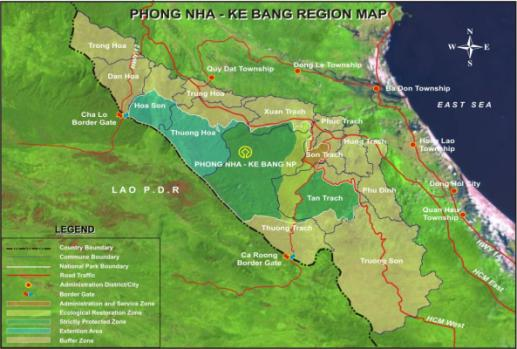 PHONG NHA - KE BANG REGION MAP
N
W E
S
Trong Hoa
HWY 12
Dan Hoa
Quy Dat Township
Dong Le Township
Ba Don Township
EAST SEA
Trung Hoa
Hoa Son
Cha Lo
Border Gate
Xuan Trach
Phuc Trach
Thuong Hoa
Hung Trach
Hoan Lao
Township
PHONG NHA - KE BANG NP
Son Trach
LAO P.D.R
Tan Trach
Phu Dinh
Dong Hoi City
Quan Hau
Township
Thuong Trach
HWY 1A
Ca Roong
Border Gate
Truong Son
HCM East
HCM West
LEGEND
Country Boundary
Commune Boundary
National Park Boundary
Road Traffic
Administration District/City
Border Gate
Administration and Service Zone
Ecological Restoration Zone
Strictly Protected Zone
Extention Area
Buffer Zone